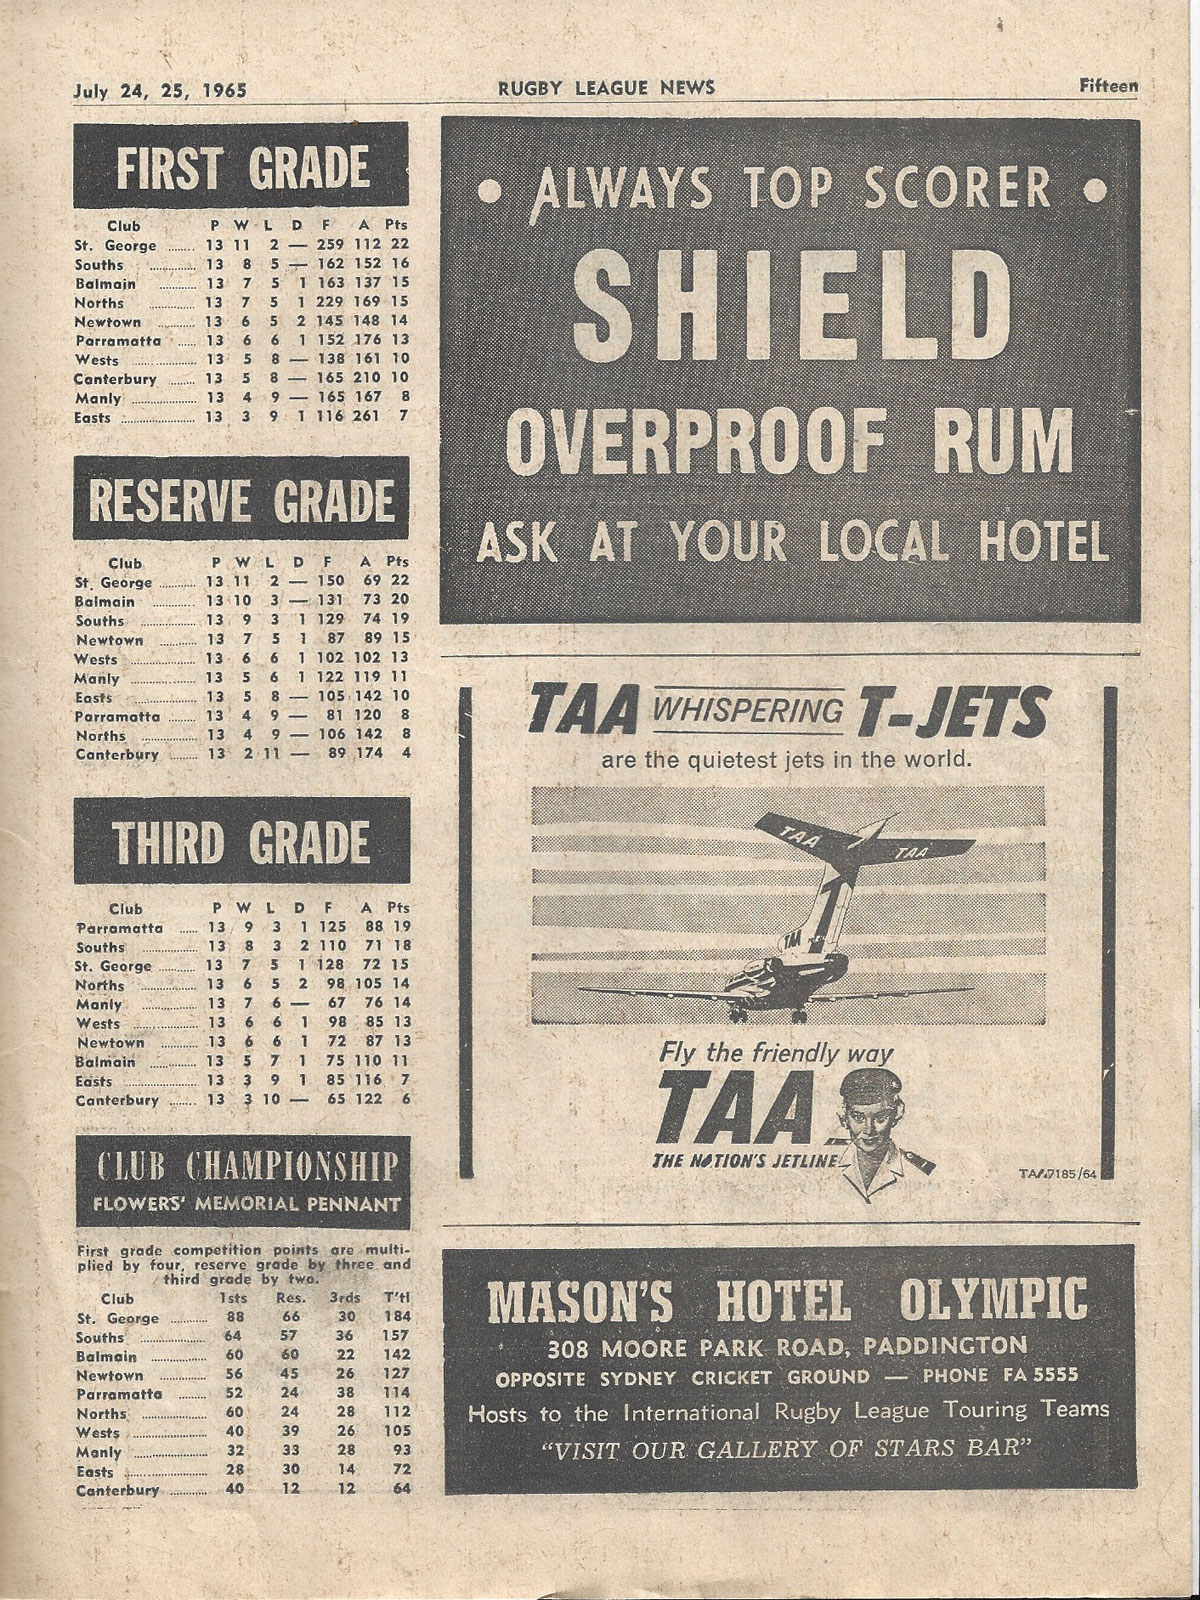 July 24, 25, 1965 RUGBY LEAGUE NEWS Fifteen
FIRST GRADE
Club P W L D F A Pts
St. George ....... 13 11 2 — 259 112 22
Souths ............ 13 8 5 — 162 152 16
Balmain .......... 13 7 5 1 163 137 15
Norths ............ 13 7 5 1 229 169 15
Newtown .......... 13 6 5 2 145 148 14
Parramatta ..... 13 6 6 1 152 176 13
Wests ............ 13 5 8 — 138 161 10
Canterbury ....... 13 5 8 — 165 210 10
Manly ............ 13 4 9 — 165 167 8
Easts ............ 13 3 9 1 116 261 7
RESERVE GRADE
Club P W L D F A Pts
St. George .......... 13 11 2 — 150 69 22
Balmain .......... 13 10 3 — 131 73 20
Souths ............ 13 9 3 1 129 74 19
Newtown .......... 13 7 5 1 87 89 15
Wests ............ 13 6 6 1 102 102 13
Manly ............ 13 5 6 1 122 119 11
Easts ............ 13 5 8 — 105 142 10
Parramatta .......... 13 4 9 — 81 120 8
Norths ............ 13 4 9 — 106 142 8
Canterbury ....... 13 2 11 — 89 174 4
THIRD GRADE
Club P W L D F A Pts
Parramatta ..... 13 9 3 1 125 88 19
Souths ............ 13 8 3 2 110 71 18
St. George .......... 13 7 5 1 128 72 15
Norths ............ 13 6 5 2 98 105 14
Manly ............ 13 7 6 — 67 76 14
Wests ............ 13 6 6 1 98 85 13
Newtown .......... 13 6 6 1 72 87 13
Balmain .......... 13 5 7 1 75 110 11
Easts ............ 13 3 9 1 85 116 7
Canterbury ....... 13 3 10 — 65 122 6
CLUB CHAMPIONSHIP
FLOWERS' MEMORIAL PENNANT
First grade competition points are multi-
plied by four, reserve grade by three and
third grade by two.
Club 1sts Res. 3rds T'tl
St. George .......... 88 66 30 184
Souths ............ 64 57 36 157
Balmain ............ 60 60 22 142
Newtown .......... 56 45 26 127
Parramatta ....... 52 24 38 114
Norths ............ 60 24 28 112
Wests ............ 40 39 26 105
Manly ............ 32 33 28 93
Easts ............ 28 30 14 72
Canterbury .......... 40 12 12 64
• ALWAYS TOP SCORER •
SHIELD
OVERPROOF RUM
ASK AT YOUR LOCAL HOTEL
TAA WHISPERING T-JETS
are the quietest jets in the world.
TAA TAA
T
TAA
Fly the friendly way
TAA
THE NATION'S JETLINE
TAA7185/64
MASON'S HOTEL OLYMPIC
308 MOORE PARK ROAD, PADDINGTON
OPPOSITE SYDNEY CRICKET GROUND — PHONE FA 5555
Hosts to the International Rugby League Touring Teams
"VISIT OUR GALLERY OF STARS BAR"